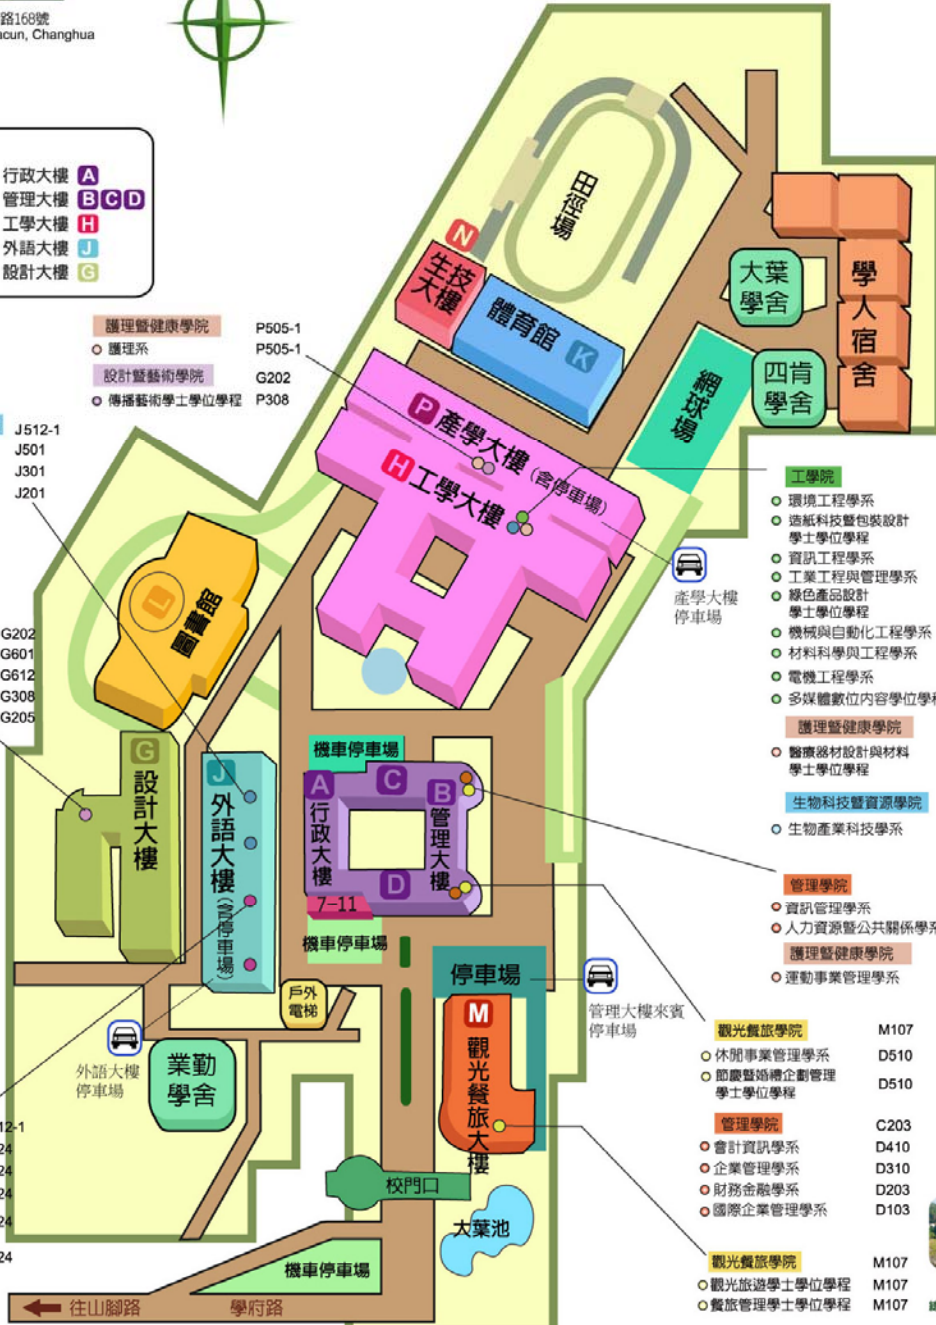 路168號
acun, Changhua
行政大樓 A
管理大樓 B C D
工學大樓 H
外語大樓 J
設計大樓 G
護理暨健康學院 P505-1
護理系 P505-1
設計暨藝術學院 G202
傳播藝術學士學位學程 P308
J512-1
J501
J301
J201
G202
G601
G612
G308
G205
田徑場
N
生技大樓
體育館 K
大葉學舍
學人宿舍
四肯學舍
網球場
P 產學大樓 (含停車場)
H 工學大樓
L 圖書館
產學大樓
停車場
工學院
環境工程學系
造紙科技暨包裝設計
學士學位學程
資訊工程學系
工業工程與管理學系
綠色產品設計
學士學位學程
機械與自動化工程學系
材料科學與工程學系
電機工程學系
多媒體數位內容學位學程
護理暨健康學院
醫療器材設計與材料
學士學位學程
生物科技暨資源學院
生物產業科技學系
管理學院
資訊管理學系
人力資源暨公共關係學系
護理暨健康學院
運動事業管理學系
G 設計大樓
J 外語大樓 (含停車場)
機車停車場
A 行政大樓
C
B 管理大樓
D
7-11
機車停車場
停車場
管理大樓來賓
停車場
戶外
電梯
外語大樓
停車場
業勤
學舍
M 觀光餐旅大樓
觀光餐旅學院 M107
休閒事業管理學系 D510
節慶暨婚禮企劃管理
學士學位學程 D510
管理學院 C203
會計資訊學系 D410
企業管理學系 D310
財務金融學系 D203
國際企業管理學系 D103
觀光餐旅學院 M107
觀光旅遊學士學位學程 M107
餐旅管理學士學位學程 M107
12-1
24
24
24
24
24
校門口
大葉池
機車停車場
往山腳路 學府路